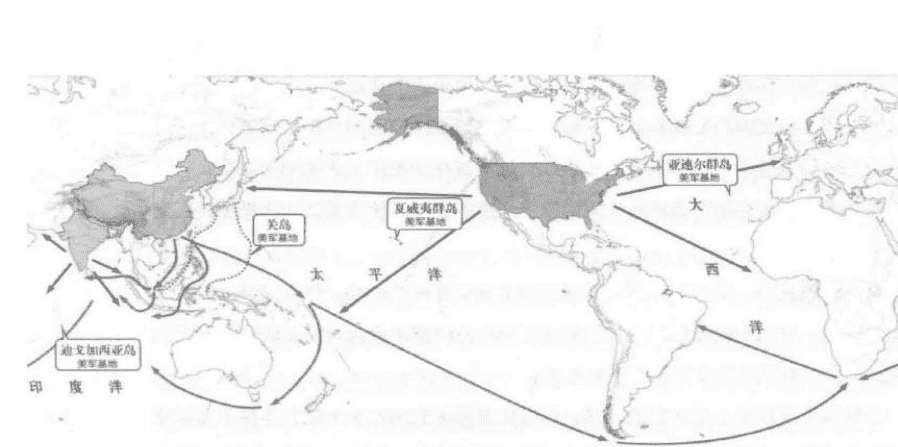 亚速尔群岛
美军基地
大
夏威夷群岛
美军基地
关岛
美军基地
太 平 洋
西
洋
迪戈加西亚岛
美军基地
印 度 洋